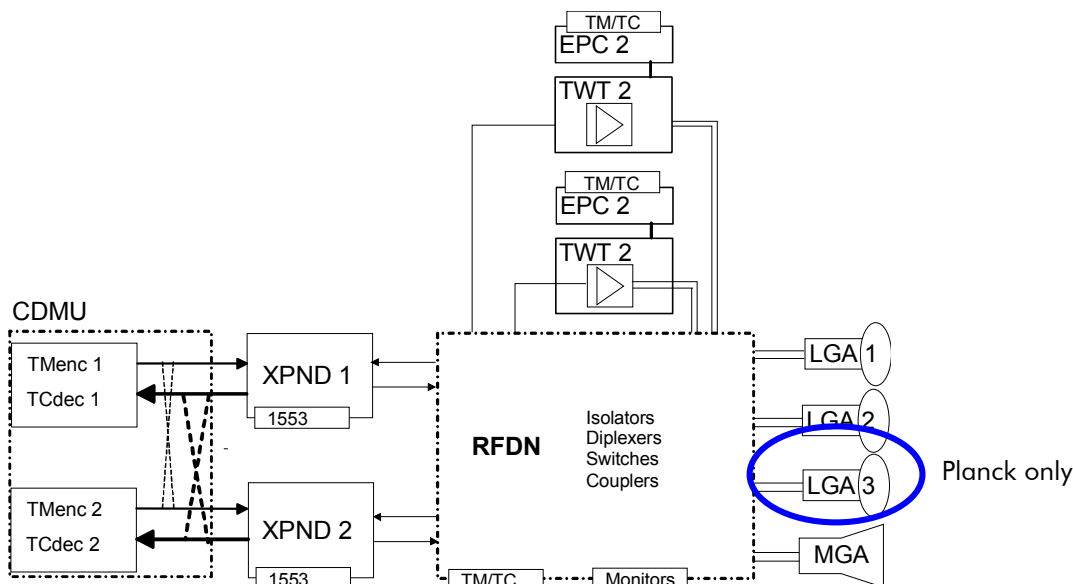 TM/TC
EPC 2
TWT 2
TM/TC
EPC 2
TWT 2
CDMU
TMenc 1
TCdec 1
XPND 1
1553
TMenc 2
TCdec 2
XPND 2
1553
RFDN
Isolators
Diplexers
Switches
Couplers
TM/TC
Monitors
LGA 1
LGA 2
LGA 3
Planck only
MGA